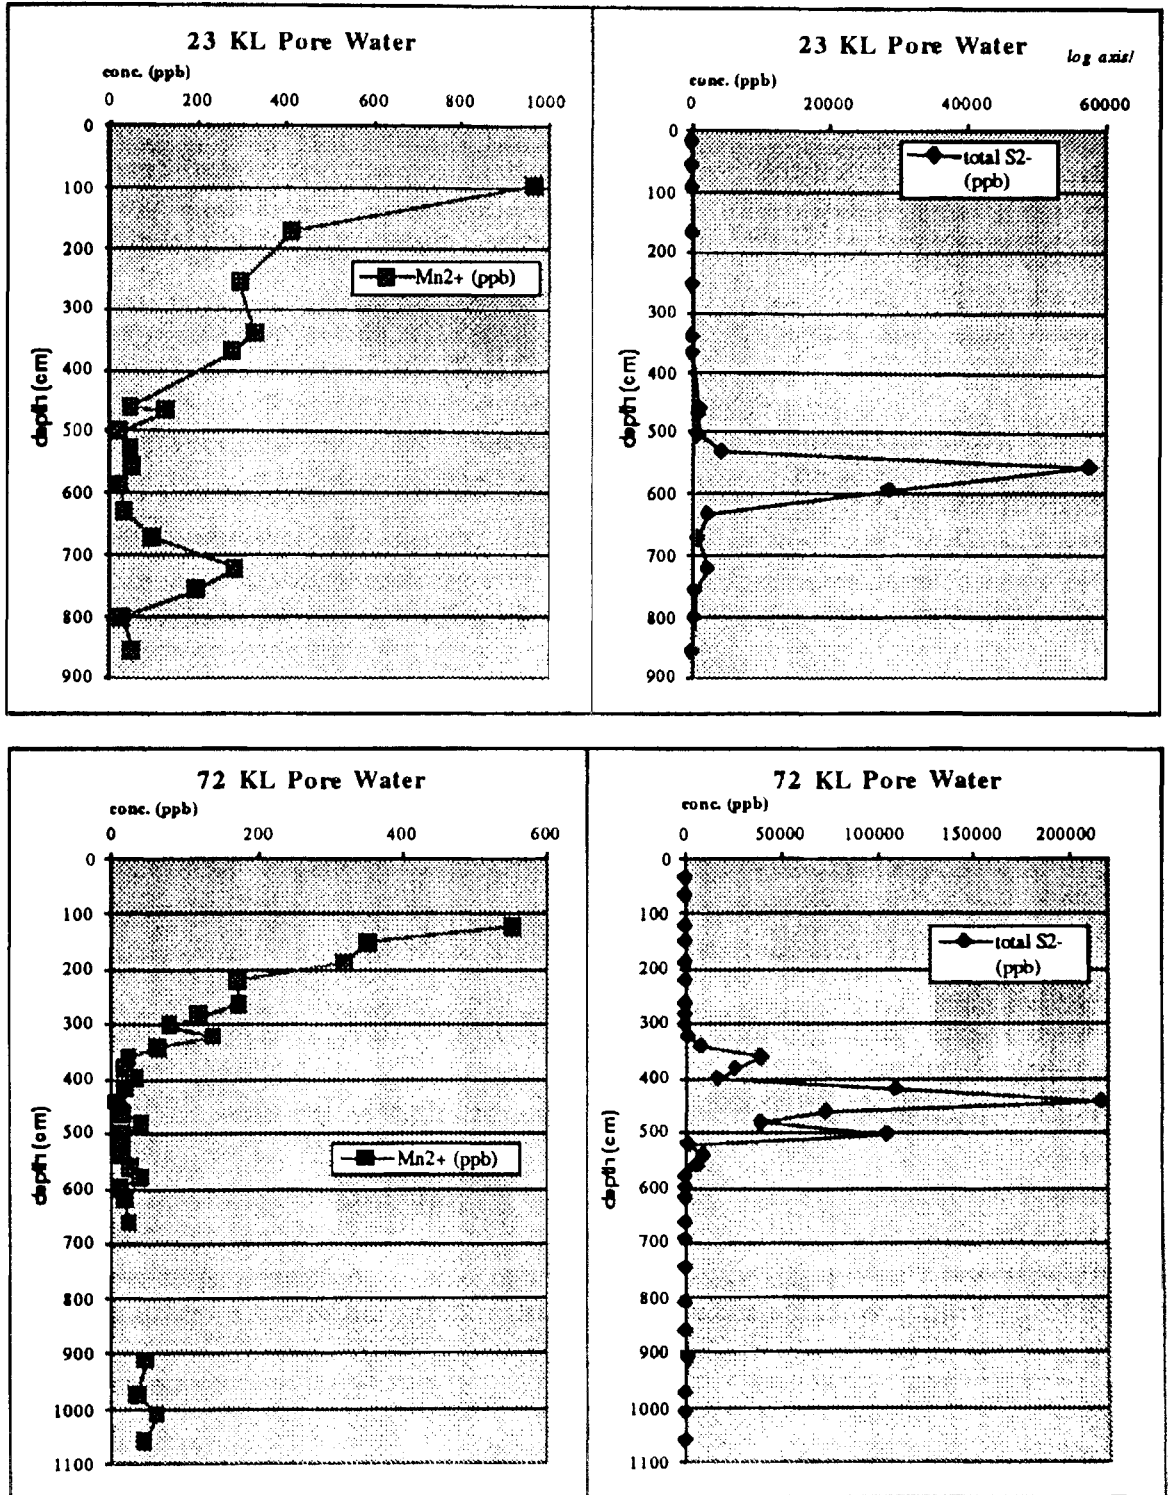 23 KL Pore Water
conc. (ppb)
0 200 400 600 800 1000
0
100
200
300
400
500
600
700
800
900
depth (cm)
Mn2+ (ppb)
23 KL Pore Water
log axis!
conc. (ppb)
0 20000 40000 60000
0
100
200
300
400
500
600
700
800
900
depth (cm)
total S2-
(ppb)
72 KL Pore Water
conc. (ppb)
0 200 400 600
0
100
200
300
400
500
600
700
800
900
1000
1100
depth (cm)
Mn2+ (ppb)
72 KL Pore Water
conc. (ppb)
0 50000 100000 150000 200000
0
100
200
300
400
500
600
700
800
900
1000
1100
depth (cm)
total S2-
(ppb)